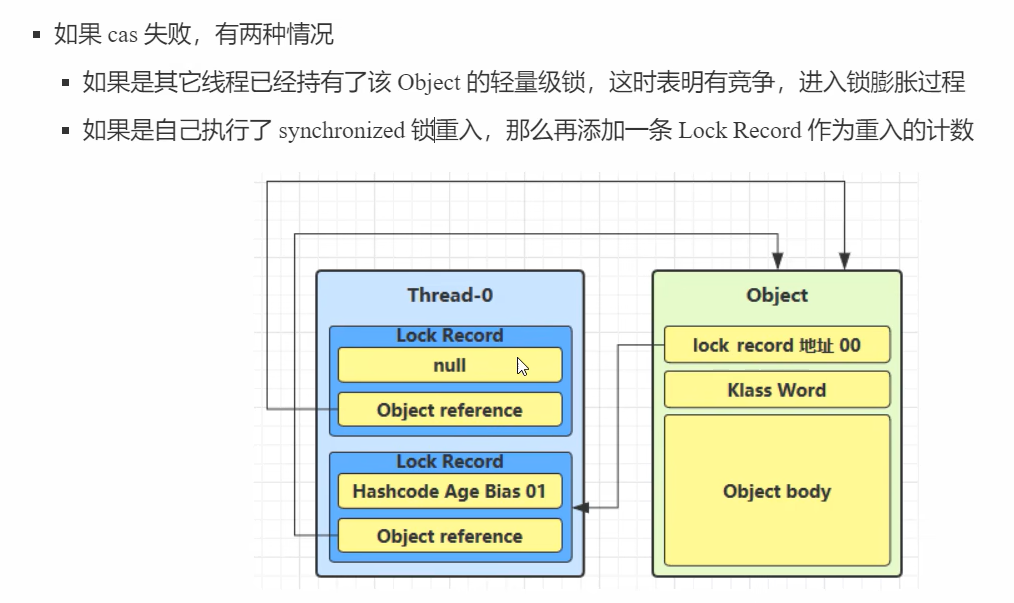 如果 cas 失败，有两种情况
如果是其它线程已经持有了该 Object 的轻量级锁，这时表明有竞争，进入锁膨胀过程
如果是自己执行了 synchronized 锁重入，那么再添加一条 Lock Record 作为重入的计数
Thread-0
Lock Record
null
Object reference
Lock Record
Hashcode Age Bias 01
Object reference
Object
lock record 地址 00
Klass Word
Object body